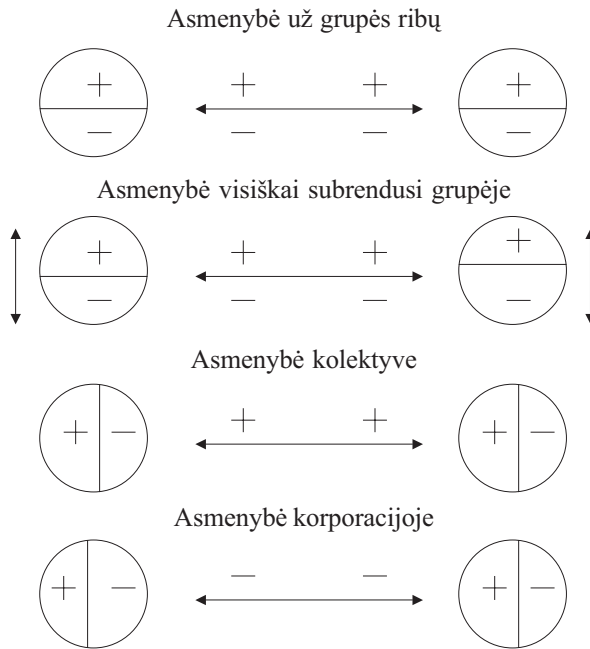 Asmenybė už grupės ribų
+ + + +
— — — —
Asmenybė visiškai subrendusi grupėje
+ + + +
— — — —
Asmenybė kolektyve
+ — + + + —
Asmenybė korporacijoje
+ — — — + —